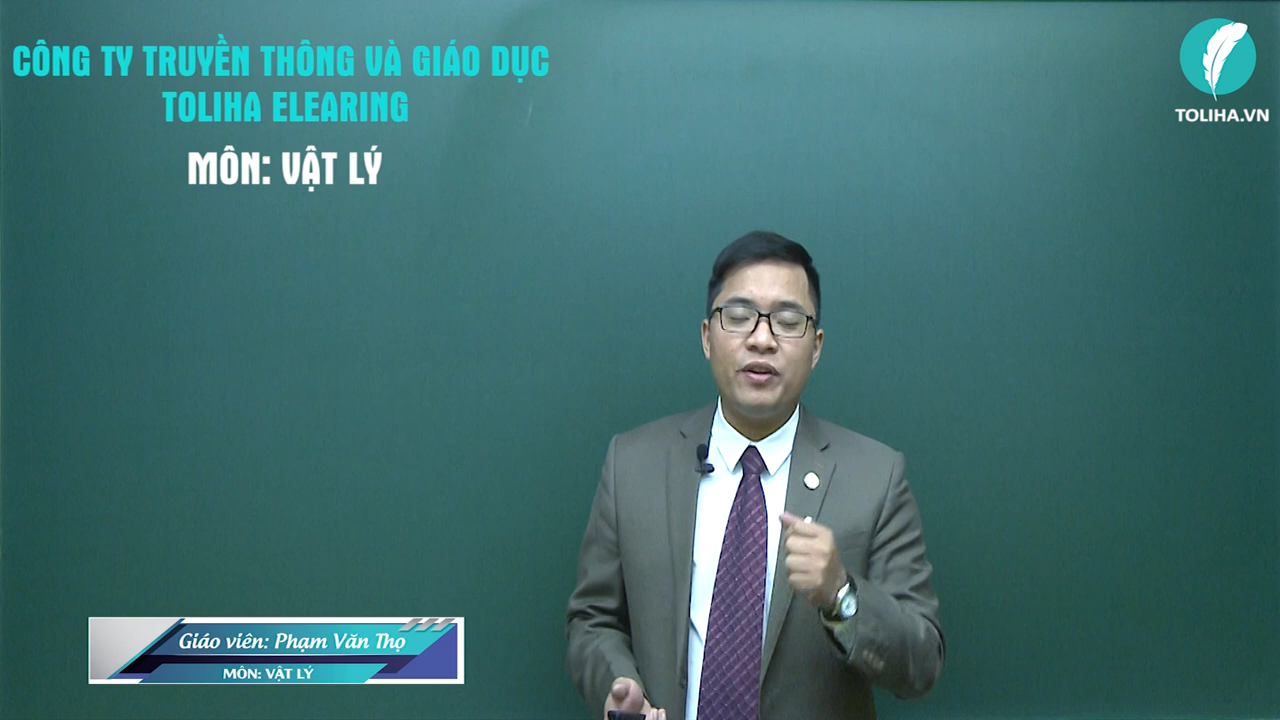 CÔNG TY TRUYỀN THÔNG VÀ GIÁO DỤC
TOLIHA ELEARING
MÔN: VẬT LÝ
TOLIHA.VN
Giáo viên: Phạm Văn Thọ
MÔN: VẬT LÝ